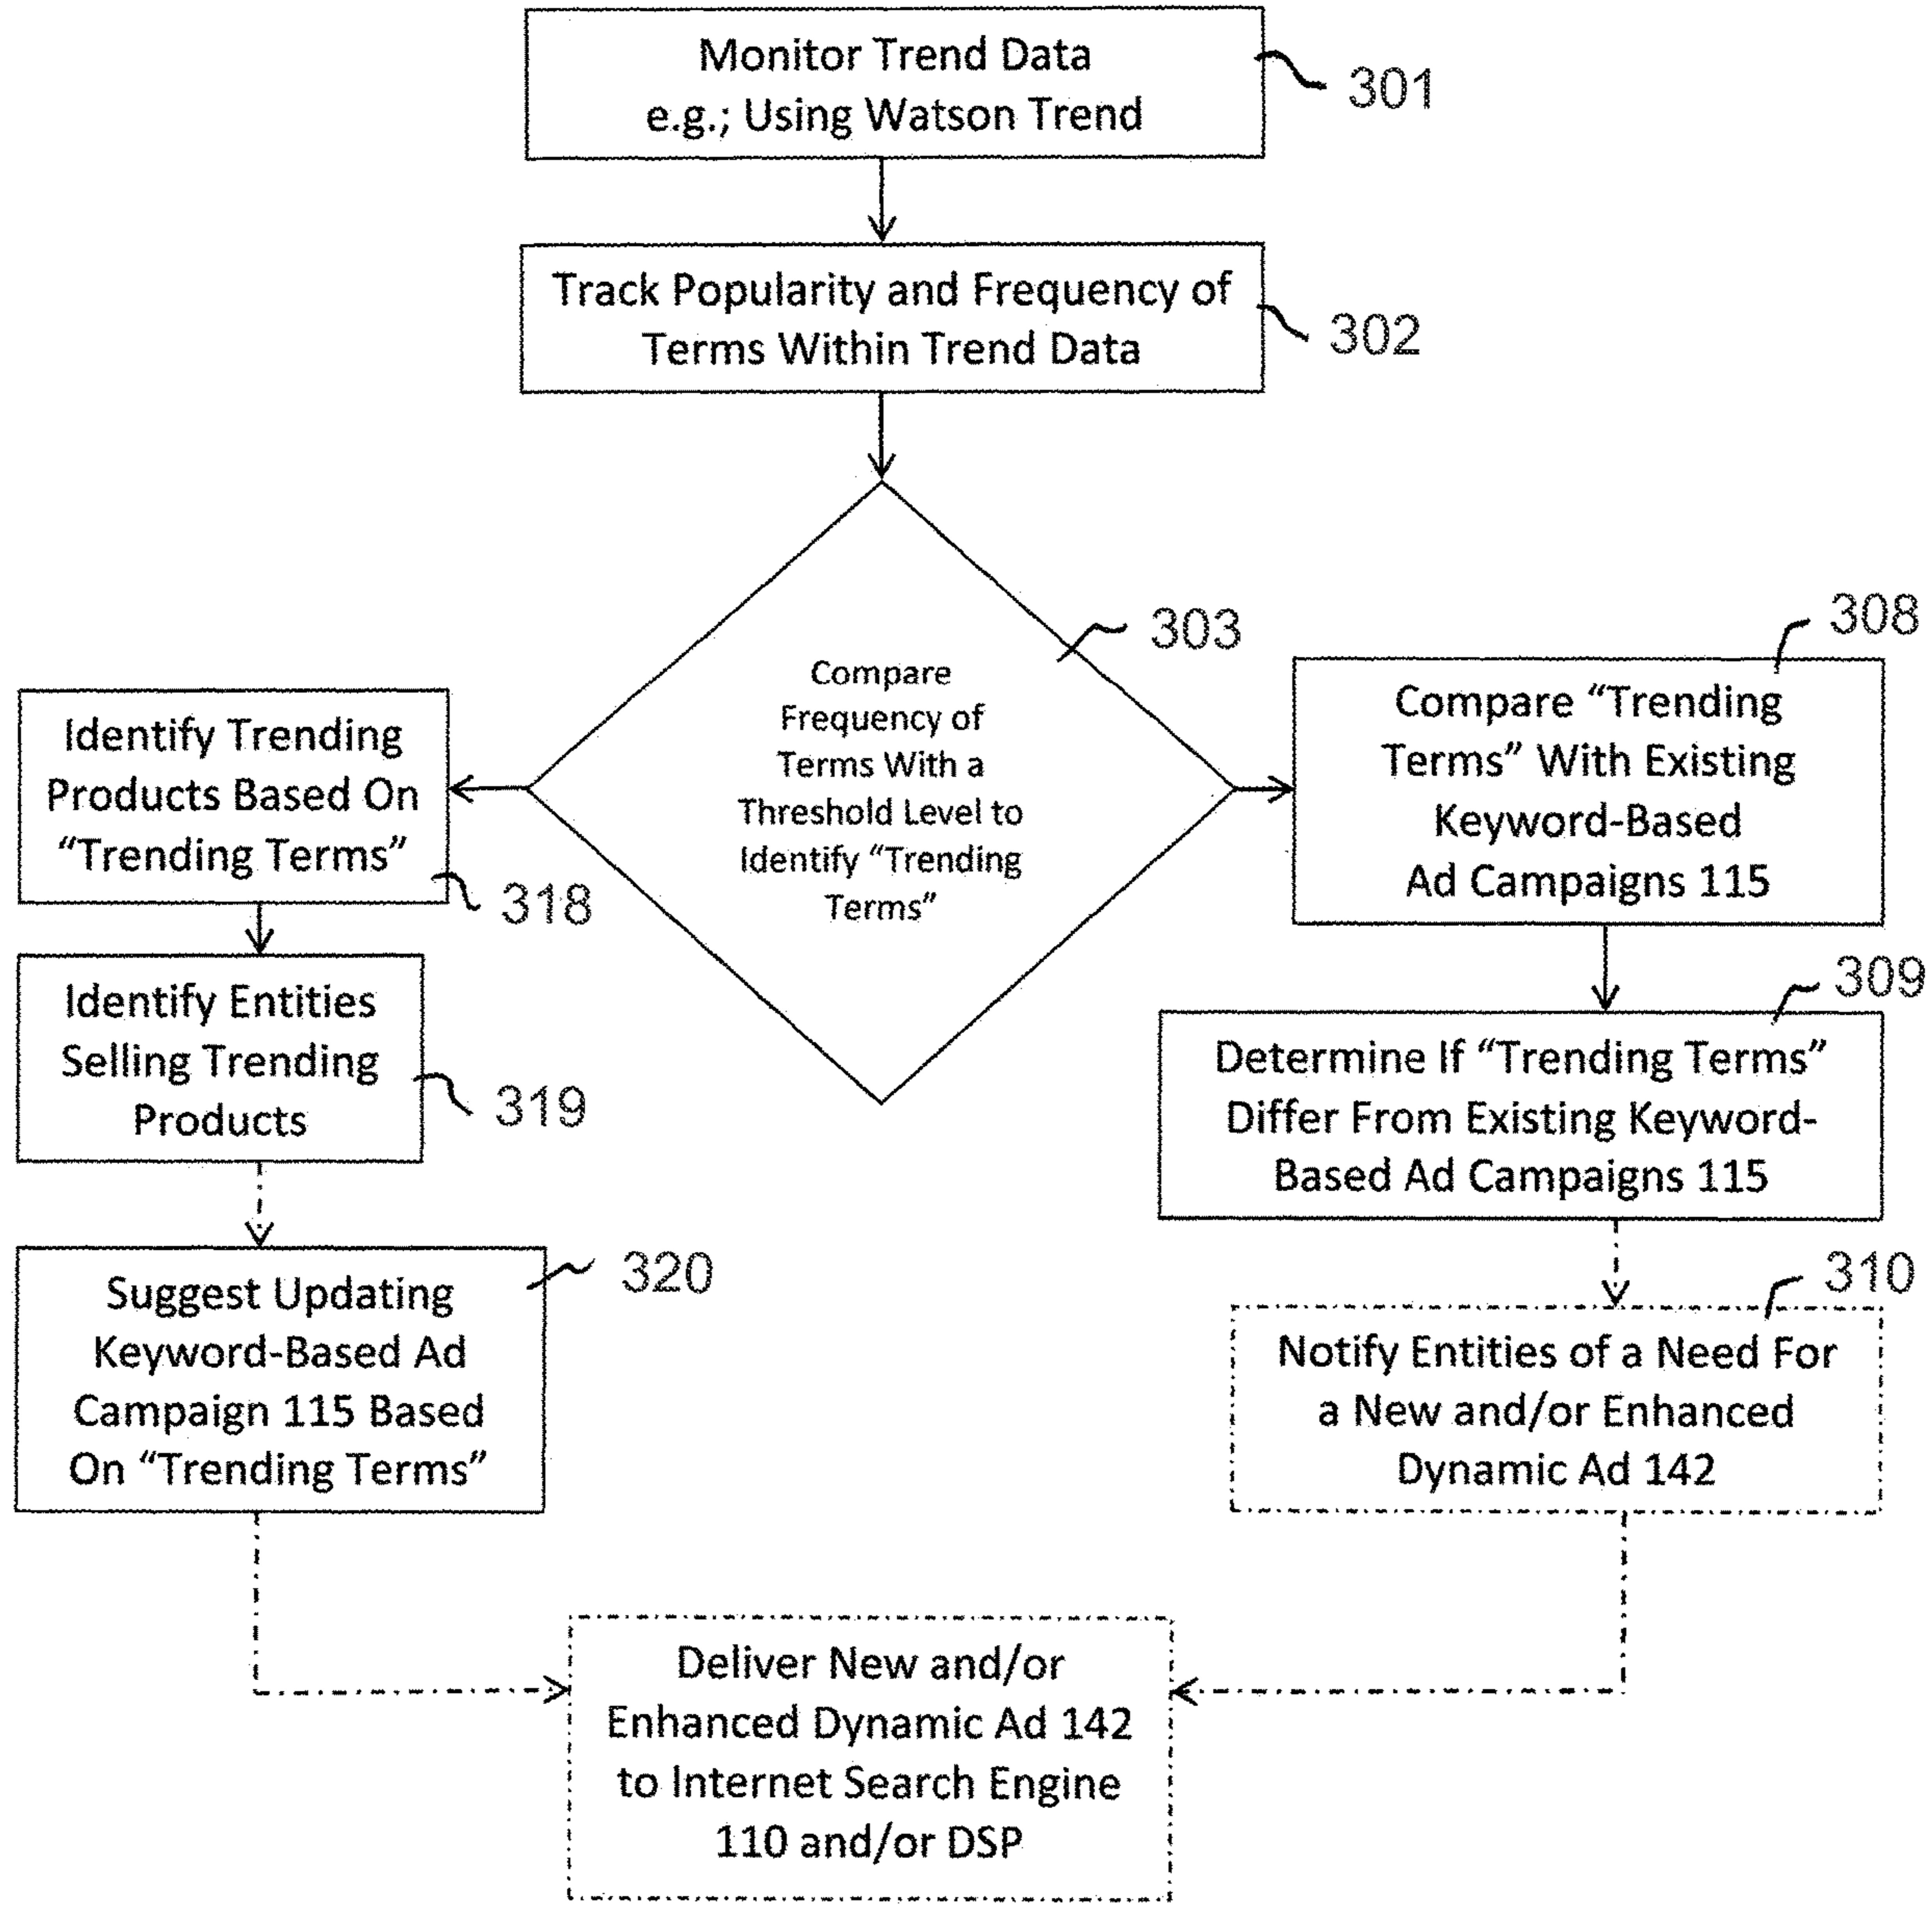 Monitor Trend Data
e.g.; Using Watson Trend
301
Track Popularity and Frequency of
Terms Within Trend Data
302
Compare
Frequency of
Terms With a
Threshold Level to
Identify “Trending
Terms”
303
Identify Trending
Products Based On
“Trending Terms”
318
Identify Entities
Selling Trending
Products
319
Suggest Updating
Keyword-Based Ad
Campaign 115 Based
On “Trending Terms”
320
308
Compare “Trending
Terms” With Existing
Keyword-Based
Ad Campaigns 115
309
Determine If “Trending Terms”
Differ From Existing Keyword-
Based Ad Campaigns 115
310
Notify Entities of a Need For
a New and/or Enhanced
Dynamic Ad 142
Deliver New and/or
Enhanced Dynamic Ad 142
to Internet Search Engine
110 and/or DSP